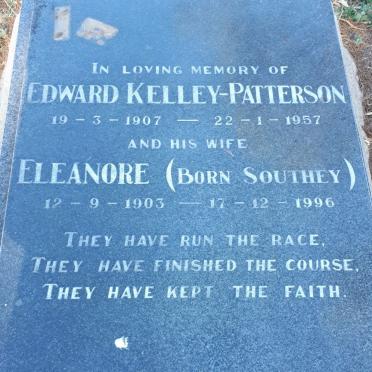 IN LOVING MEMORY OF
EDWARD KELLEY-PATTERSON
19 - 3 - 1907 — 22 - 1 - 1957
AND HIS WIFE
ELEANORE (BORN SOUTHEY)
12 - 9 - 1903 — 17 - 12 - 1996
THEY HAVE RUN THE RACE,
THEY HAVE FINISHED THE COURSE,
THEY HAVE KEPT THE FAITH.